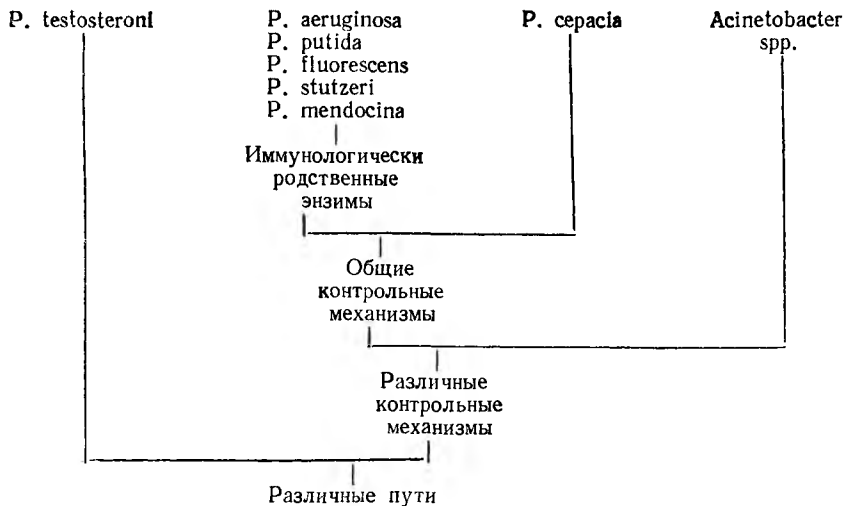 P. testosteroni
P. aeruginosa
P. putida
P. fluorescens
P. stutzeri
P. mendocina
P. cepacia
Acinetobacter
spp.
Иммунологически
родственные
энзимы
Общие
контрольные
механизмы
Различные
контрольные
механизмы
Различные пути